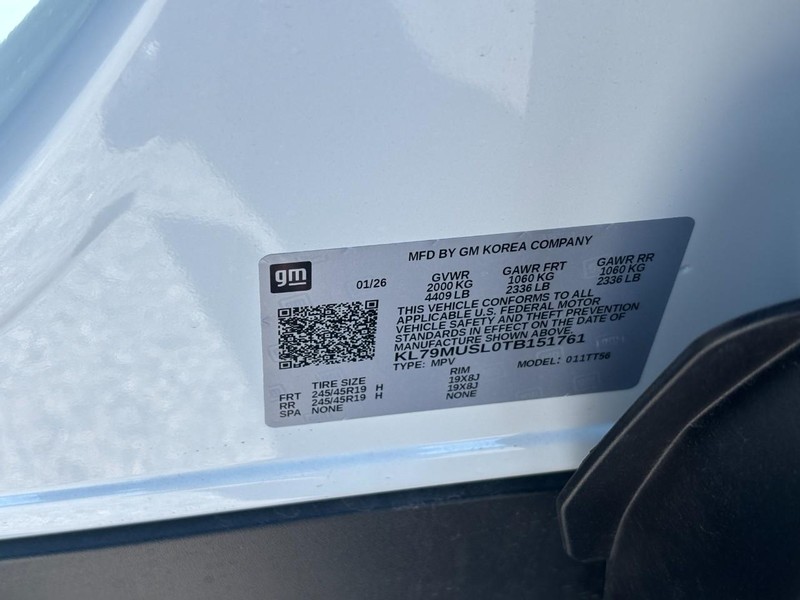 MFD BY GM KOREA COMPANY
gm
01/26
GVWR GAWR FRT GAWR RR
2000 KG 1060 KG 1060 KG
4409 LB 2336 LB 2336 LB
THIS VEHICLE CONFORMS TO ALL
APPLICABLE U.S. FEDERAL MOTOR
VEHICLE SAFETY AND THEFT PREVENTION
STANDARDS IN EFFECT ON THE DATE OF
MANUFACTURE SHOWN ABOVE.
KL79MUSL0TB151761
TYPE: MPV MODEL: 011TT56
TIRE SIZE RIM
FRT 245/45R19 H 19X8J
RR 245/45R19 H 19X8J
SPA NONE NONE